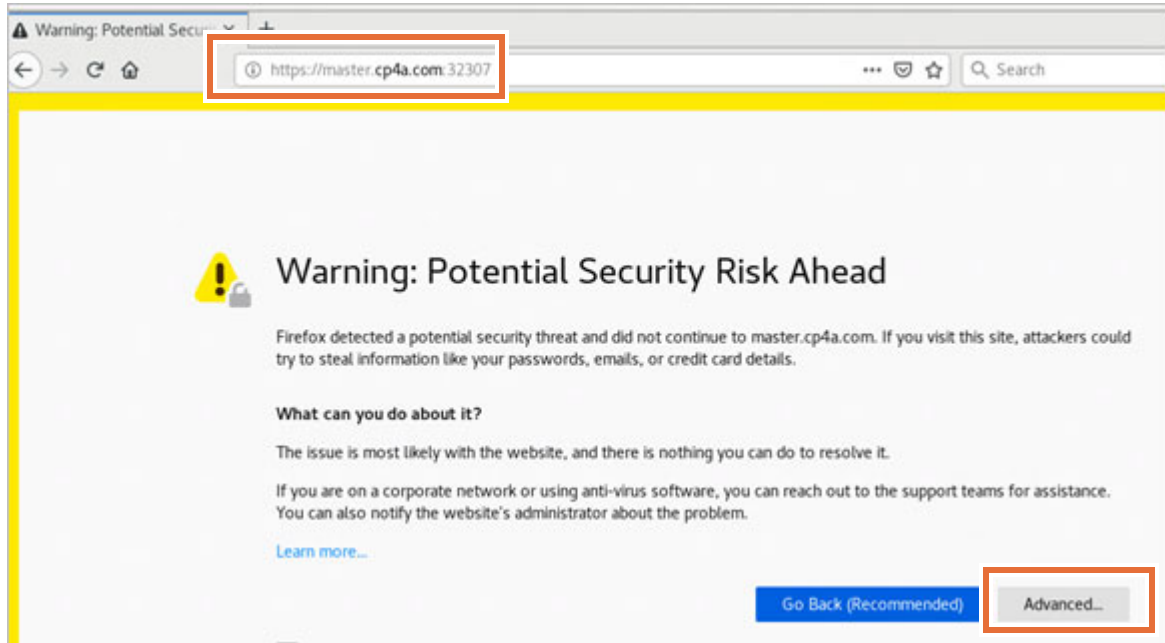 Warning: Potential Secu
https://master.cp4a.com:32307
Search
Warning: Potential Security Risk Ahead
Firefox detected a potential security threat and did not continue to master.cp4a.com. If you visit this site, attackers could
try to steal information like your passwords, emails, or credit card details.
What can you do about it?
The issue is most likely with the website, and there is nothing you can do to resolve it.
If you are on a corporate network or using anti-virus software, you can reach out to the support teams for assistance.
You can also notify the website's administrator about the problem.
Learn more...
Go Back (Recommended)
Advanced...